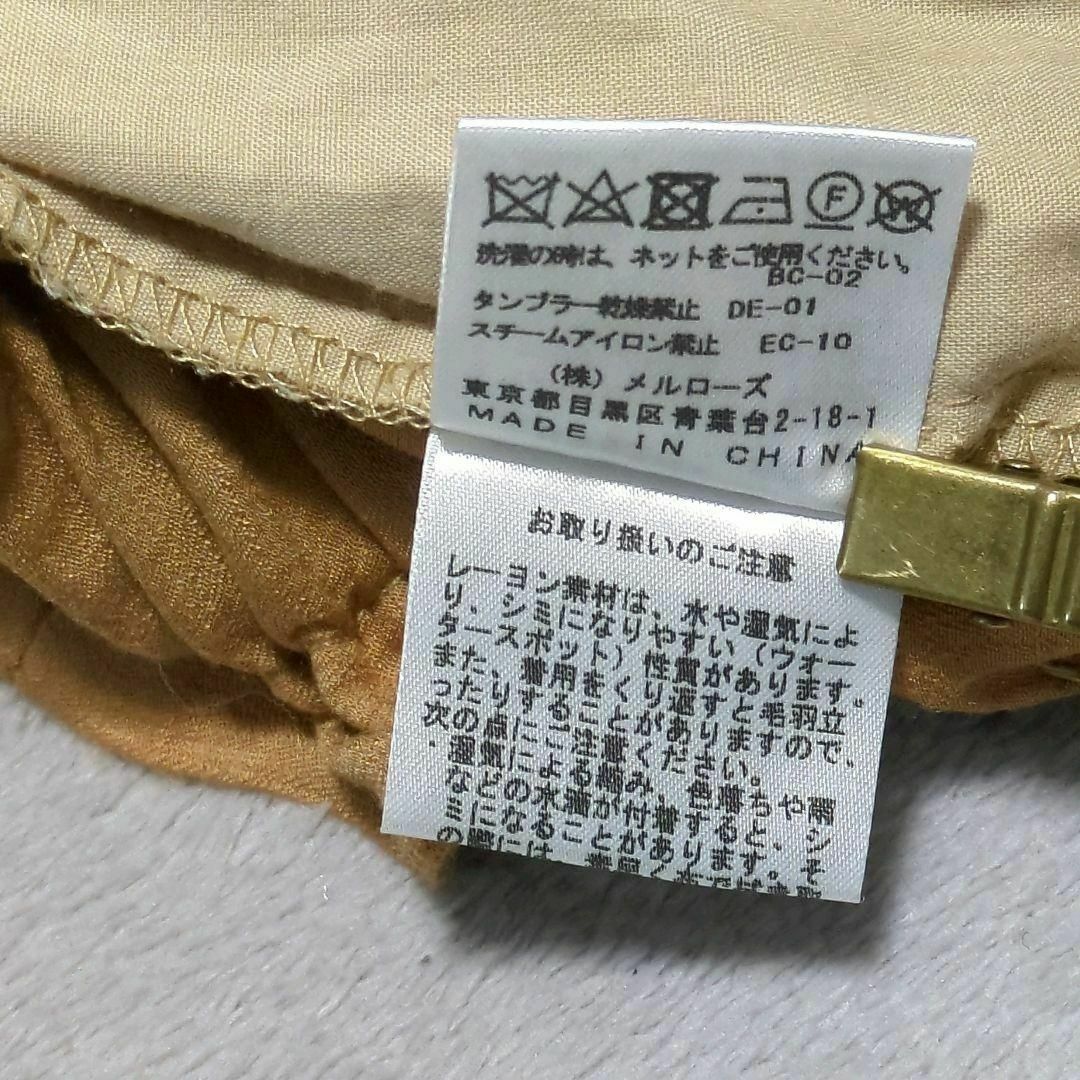 F
洗濯の時は、ネットをご使用ください。
BC-02
タンブラー乾燥禁止 DE-01
スチームアイロン禁止 EC-10
(株) メルローズ
東京都目黒区青葉台2-18-1
MADE IN CHINA
お取り扱いのご注意
レーヨン素材は、水や湿気によ
り、シミになりやすい(ウォー
タースポット)性質があります。
また、着用をくり返すと毛羽立
ったりすることがありますので、
次の点にご注意ください。
・湿気による縮み、色落ちや雨
などの水滴が付着すると、シ
ミになることがあります。そ
の際には、